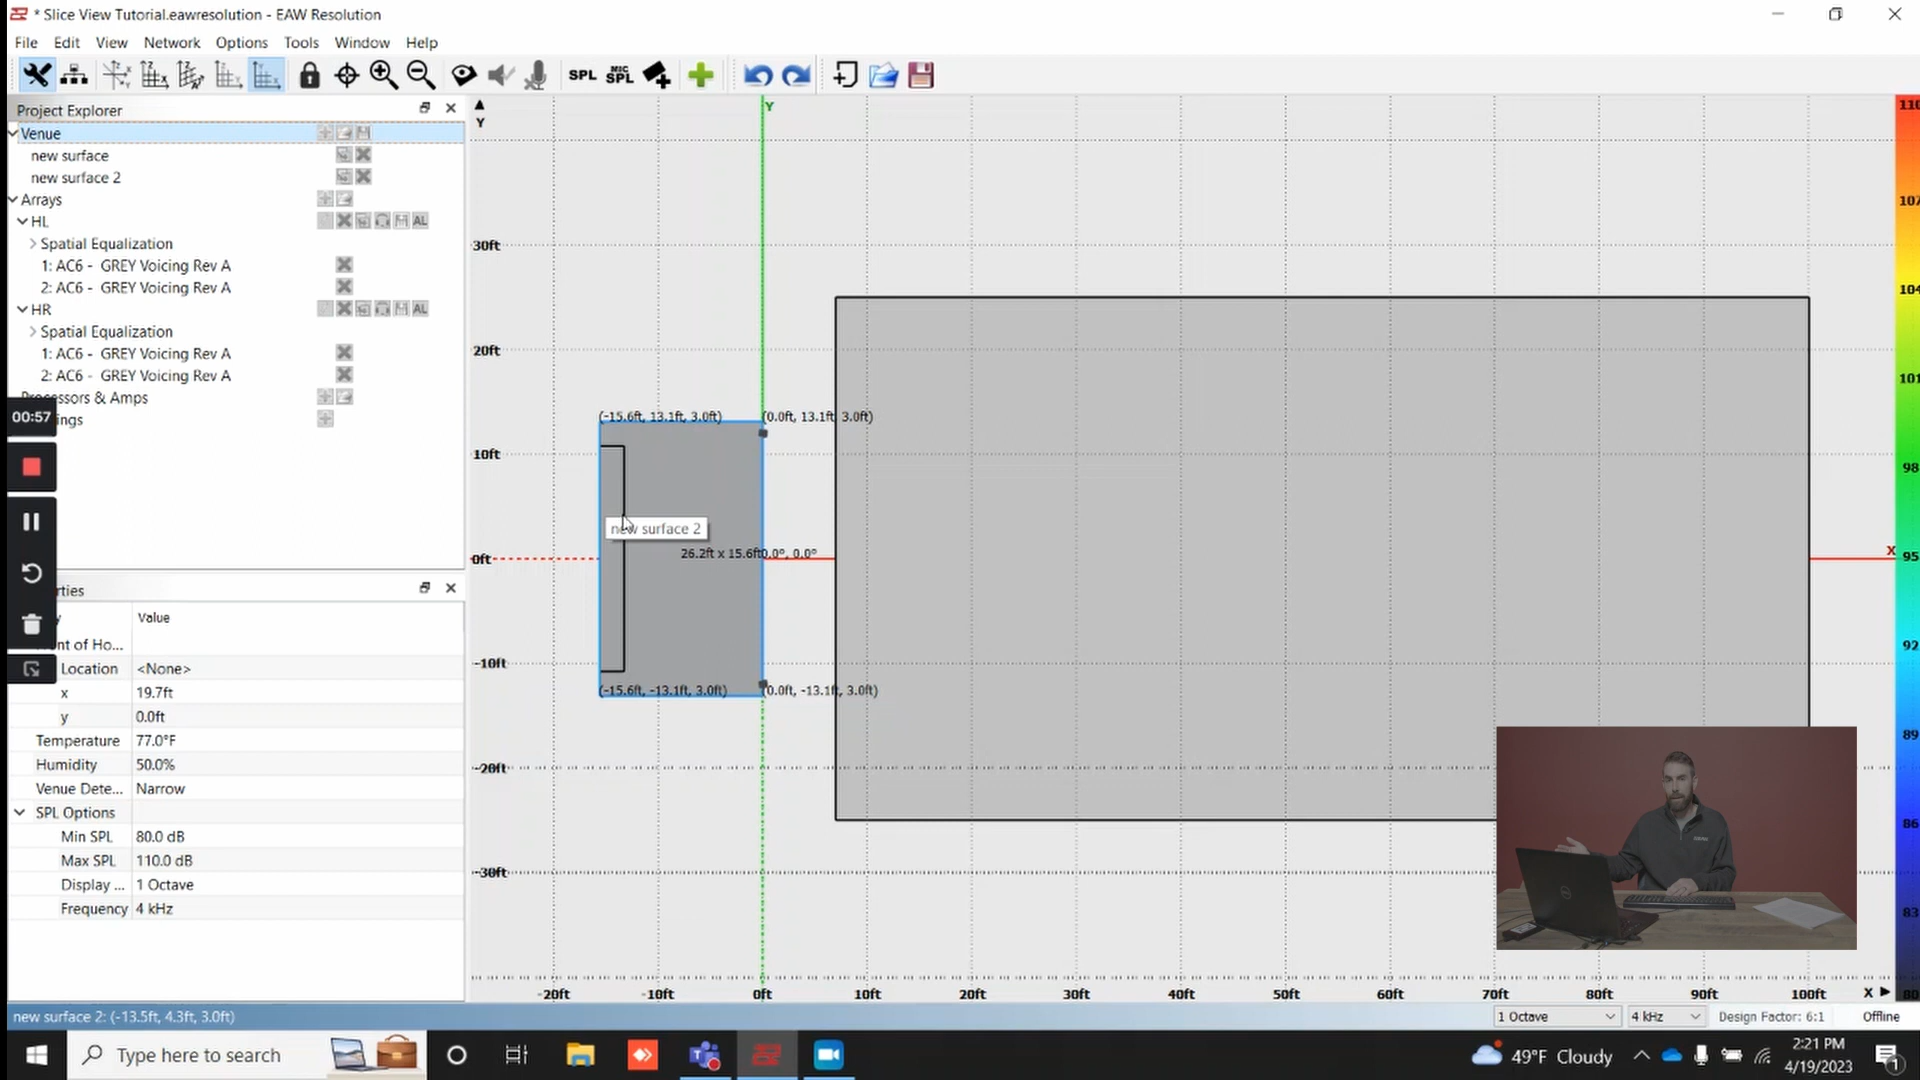 * Slice View Tutorial.eawresolution - EAW Resolution
File Edit View Network Options Tools Window Help
SPL MIC SPL
Project Explorer
Venue
new surface
new surface 2
Arrays
HL
AL
Spatial Equalization
1: AC6 - GREY Voicing Rev A
2: AC6 - GREY Voicing Rev A
HR
AL
Spatial Equalization
1: AC6 - GREY Voicing Rev A
2: AC6 - GREY Voicing Rev A
essors & Amps
ings
00:57
rties
y Value
nt of Ho...
Location <None>
x 19.7ft
y 0.0ft
Temperature 77.0°F
Humidity 50.0%
Venue Dete... Narrow
SPL Options
Min SPL 80.0 dB
Max SPL 110.0 dB
Display ... 1 Octave
Frequency 4 kHz
Y
Y
30ft
20ft
10ft
0ft
-10ft
-20ft
-30ft
(-15.6ft, 13.1ft, 3.0ft) (0.0ft, 13.1ft, 3.0ft)
new surface 2
26.2ft x 15.6ft 0.0°, 0.0°
(-15.6ft, -13.1ft, 3.0ft) (0.0ft, -13.1ft, 3.0ft)
X
110
107
104
101
98
95
92
89
86
83
80
-20ft -10ft 0ft 10ft 20ft 30ft 40ft 50ft 60ft 70ft 80ft 90ft 100ft X
new surface 2: (-13.5ft, 4.3ft, 3.0ft)
1 Octave 4 kHz Design Factor: 6:1 Offline
Type here to search
49°F Cloudy
2:21 PM
4/19/2023
1